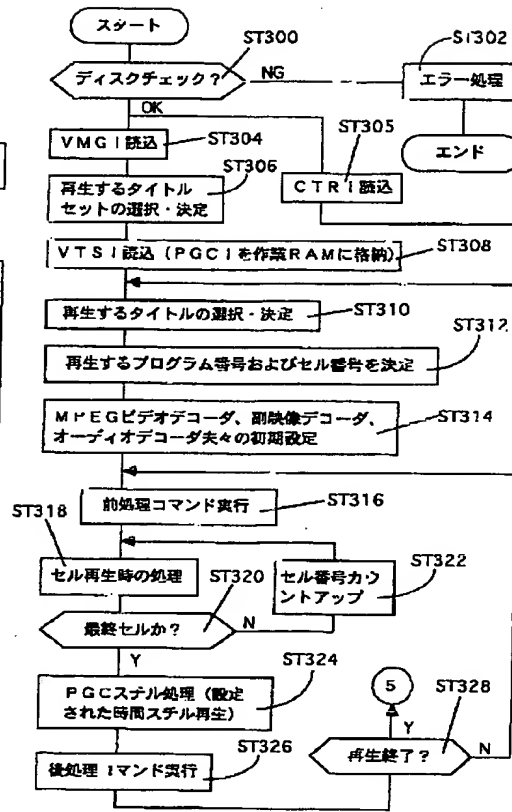 スタート
ST300
ディスクチェック?
NG
ST302
エラー処理
エンド
OK
VMGI読込
ST304
ST305
CTRI読込
ST306
再生するタイトル
セットの選択・決定
VTSI読込(PGCIを作業RAMに格納)
ST308
再生するタイトルの選択・決定
ST310
ST312
再生するプログラム番号およびセル番号を決定
MPEGビデオデコーダ、副映像デコーダ、
オーディオデコーダ夫々の初期設定
ST314
前処理コマンド実行
ST316
ST318
セル再生時の処理
ST320
セル番号カウ
ントアップ
ST322
最終セルか?
N
Y
ST324
PGCスチル処理(設定
された時間スチル再生)
5
ST328
Y
再生終了?
N
ST326
後処理コマンド実行